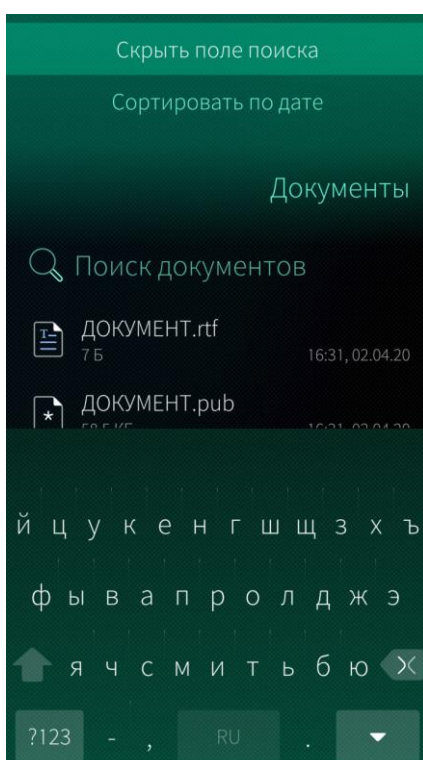 Скрыть поле поиска
Сортировать по дате
Документы
Поиск документов
ДОКУМЕНТ.rtf
7 Б 16:31, 02.04.20
ДОКУМЕНТ.pub
й ц у к е н г ш щ з х ъ
ф ы в а п р о л д ж э
я ч с м и т ь б ю
?123 - , RU .